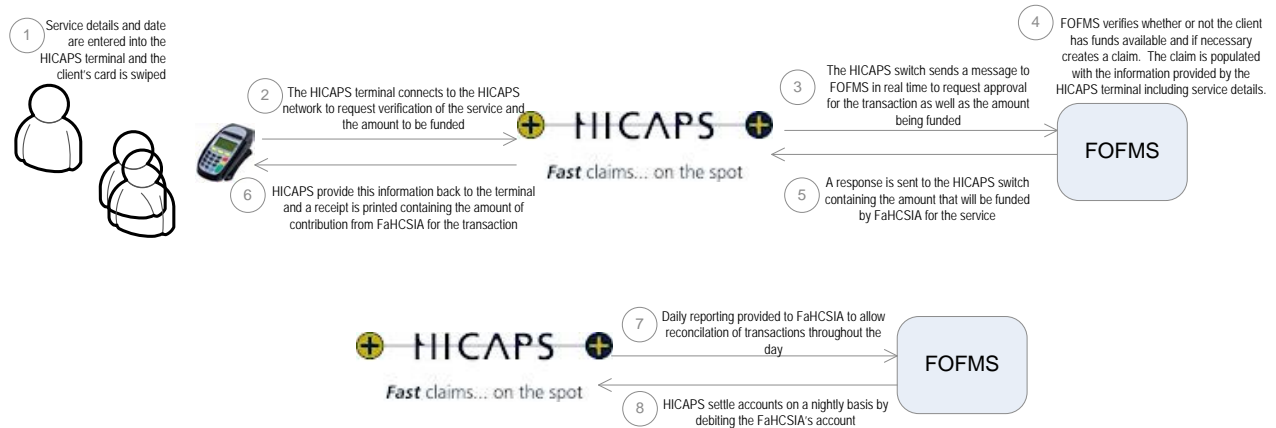 1
Service details and date
are entered into the
HICAPS terminal and the
client's card is swiped
2
The HICAPS terminal connects to the HICAPS
network to request verification of the service and
the amount to be funded
HICAPS
Fast claims... on the spot
3
The HICAPS switch sends a message to
FOFMS in real time to request approval
for the transaction as well as the amount
being funded
4
FOFMS verifies whether or not the client
has funds available and if necessary
creates a claim. The claim is populated
with the information provided by the
HICAPS terminal including service details.
FOFMS
5
A response is sent to the HICAPS switch
containing the amount that will be funded
by FaHCSIA for the service
6
HICAPS provide this information back to the terminal
and a receipt is printed containing the amount of
contribution from FaHCSIA for the transaction
HICAPS
Fast claims... on the spot
7
Daily reporting provided to FaHCSIA to allow
reconcilation of transactions throughout the
day
FOFMS
8
HICAPS settle accounts on a nightly basis by
debiting the FaHCSIA's account